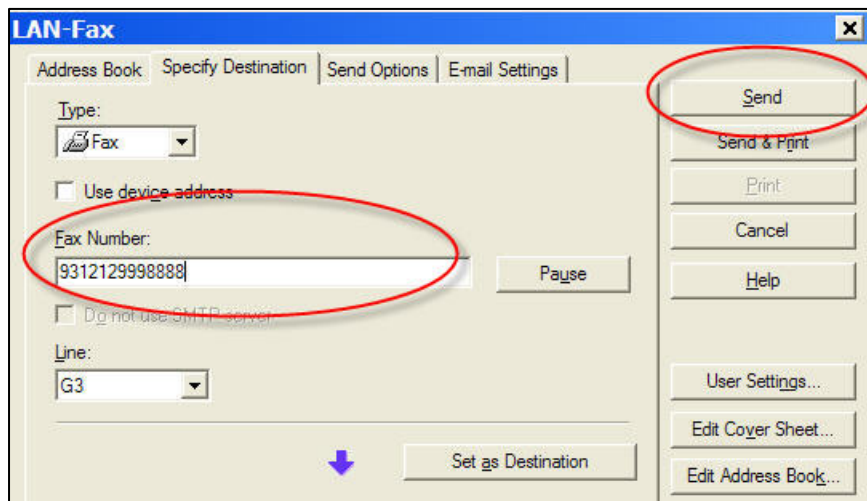 LAN-Fax
Address Book Specify Destination Send Options E-mail Settings
Type:
Fax
Use device address
Fax Number:
9312129998888
Pause
Do not use SMTP server
Line:
G3
Set as Destination
Send
Send & Print
Print
Cancel
Help
User Settings...
Edit Cover Sheet...
Edit Address Book...